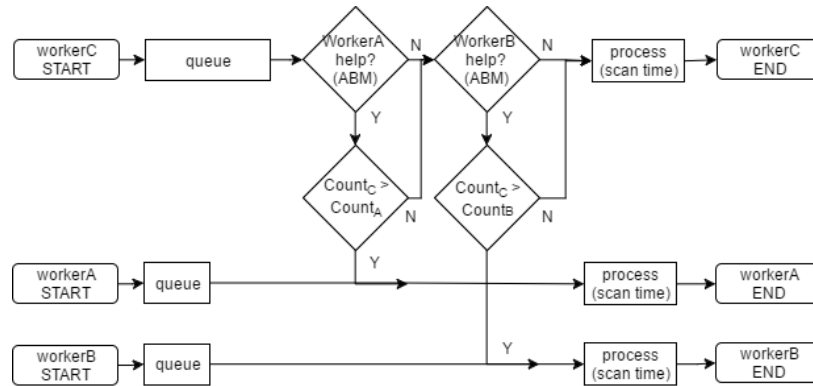 workerC
START
queue
WorkerA
help?
(ABM)
N
WorkerB
help?
(ABM)
N
process
(scan time)
workerC
END
Y
Y
CountC >
CountA
N
CountC >
CountB
N
Y
workerA
START
queue
process
(scan time)
workerA
END
workerB
START
queue
Y
process
(scan time)
workerB
END